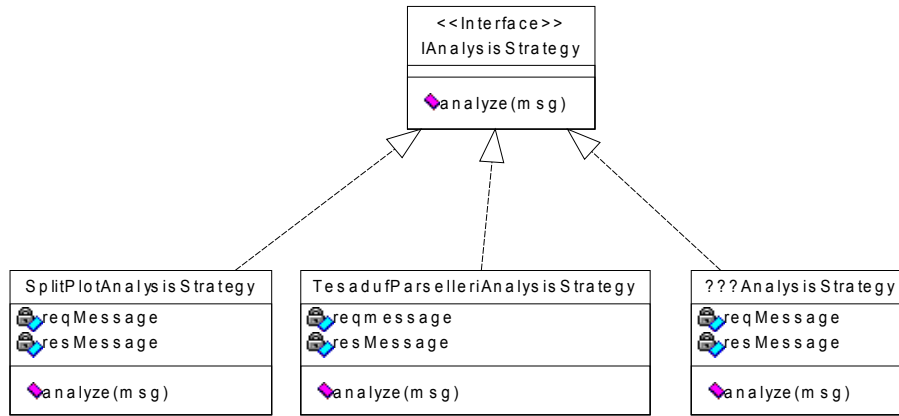 <<Interface>>
IAnalysisStrategy
analyze(msg)
SplitPlotAnalysisStrategy
reqMessage
resMessage
analyze(msg)
TesadufParselleriAnalysisStrategy
reqmessage
resMessage
analyze(msg)
???AnalysisStrategy
reqMessage
resMessage
analyze(msg)